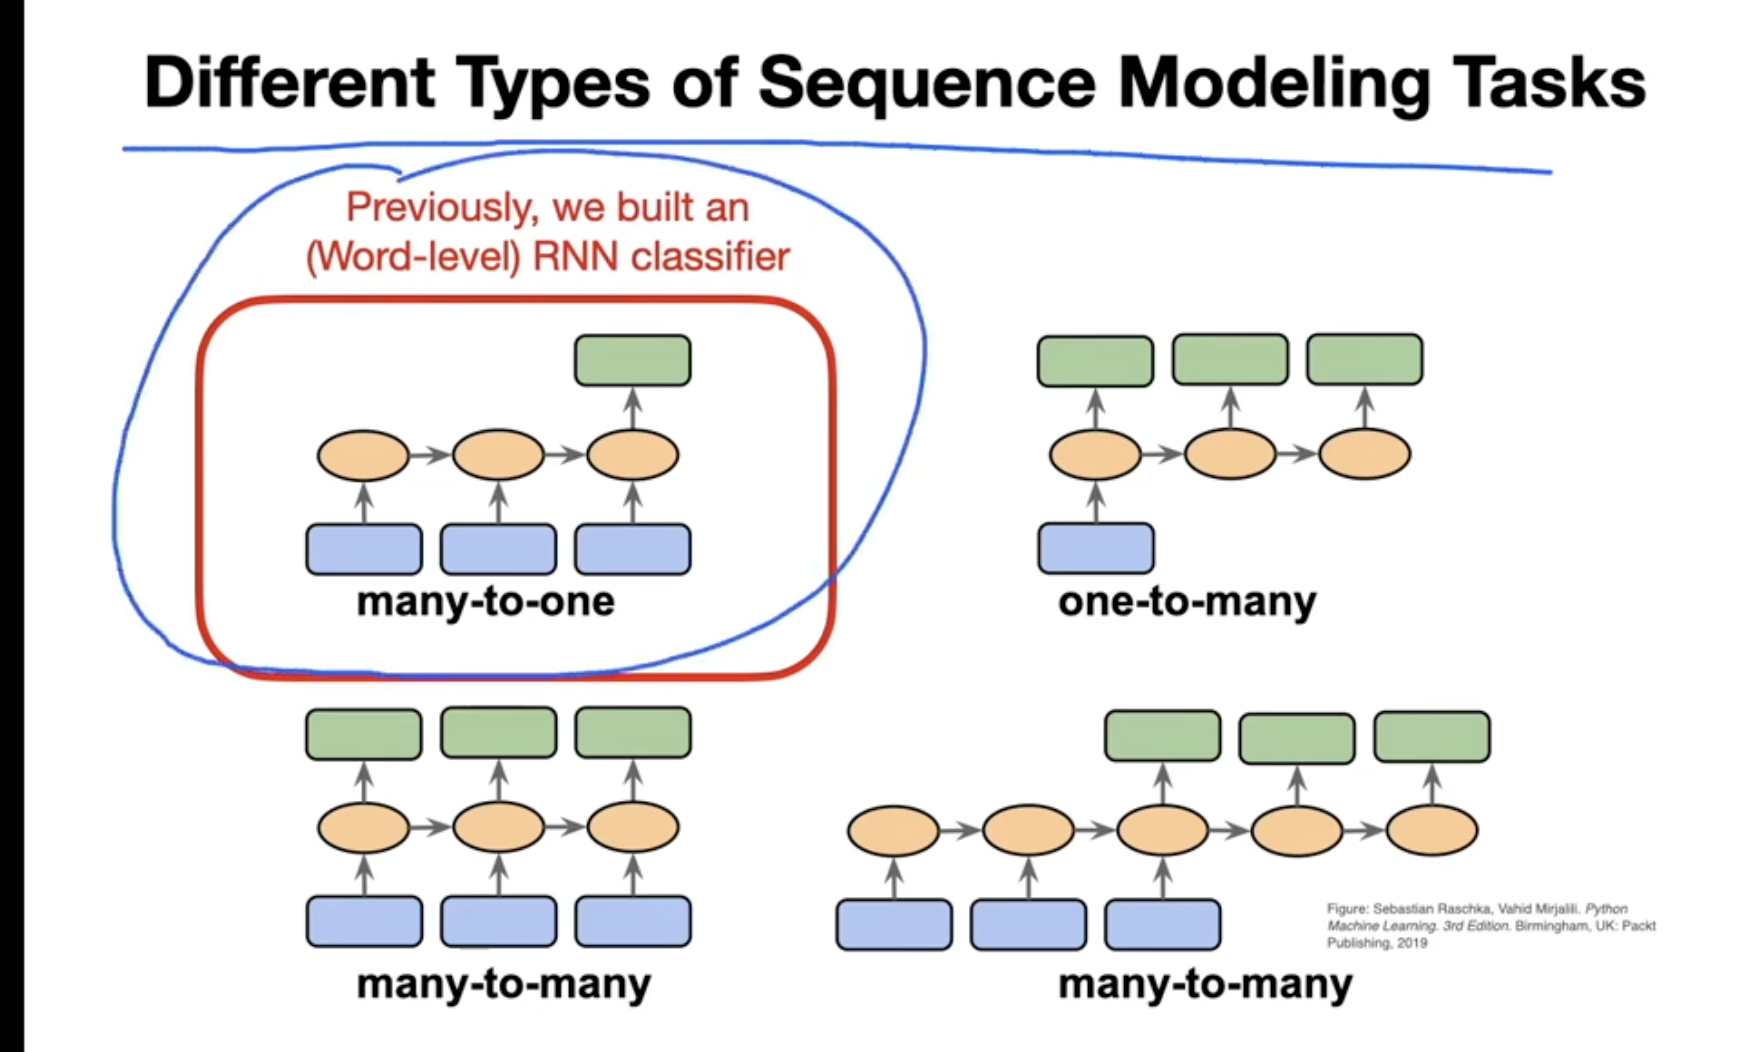 Different Types of Sequence Modeling Tasks
Previously, we built an
(Word-level) RNN classifier
many-to-one
one-to-many
many-to-many
Figure: Sebastian Raschka, Vahid Mirjalili. Python
Machine Learning. 3rd Edition. Birmingham, UK: Packt
Publishing, 2019
many-to-many